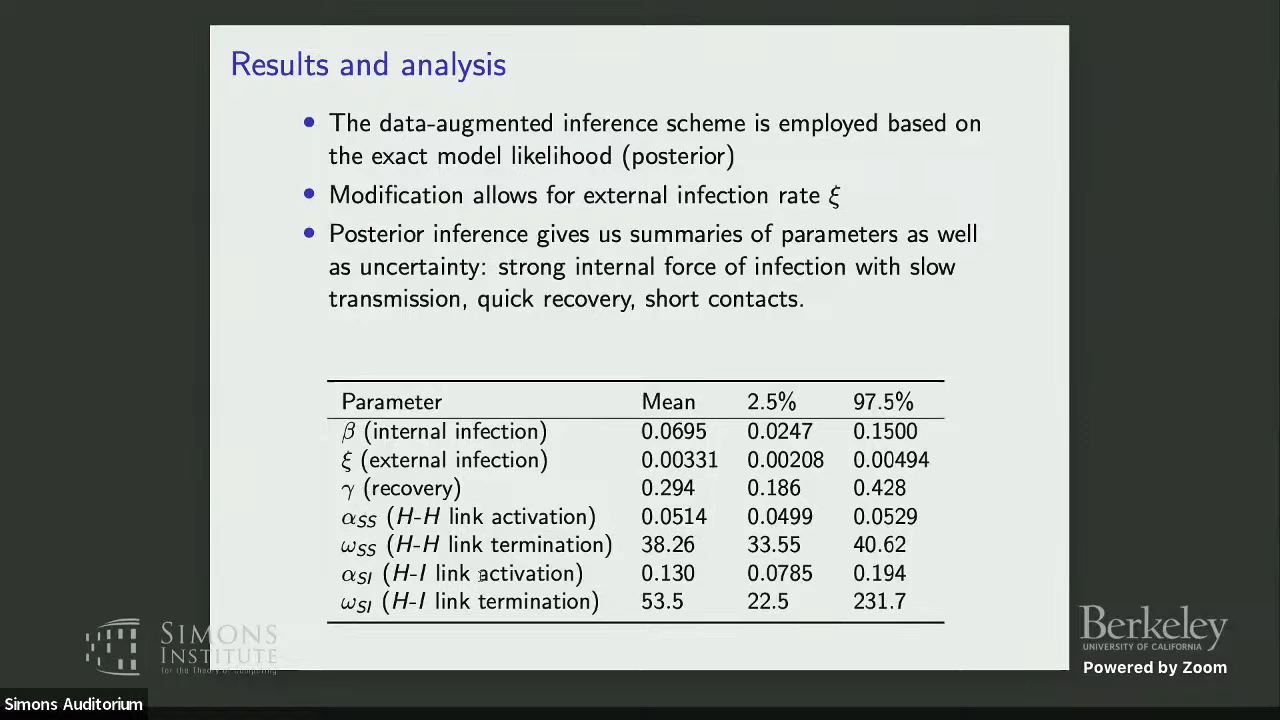 Results and analysis
• The data-augmented inference scheme is employed based on
the exact model likelihood (posterior)
• Modification allows for external infection rate ξ
• Posterior inference gives us summaries of parameters as well
as uncertainty: strong internal force of infection with slow
transmission, quick recovery, short contacts.
Parameter Mean 2.5% 97.5%
β (internal infection) 0.0695 0.0247 0.1500
ξ (external infection) 0.00331 0.00208 0.00494
γ (recovery) 0.294 0.186 0.428
αSS (H-H link activation) 0.0514 0.0499 0.0529
ωSS (H-H link termination) 38.26 33.55 40.62
αSI (H-I link activation) 0.130 0.0785 0.194
ωSI (H-I link termination) 53.5 22.5 231.7
SIMONS
INSTITUTE
for the Theory of Computing
Berkeley
UNIVERSITY OF CALIFORNIA
Powered by Zoom
Simons Auditorium